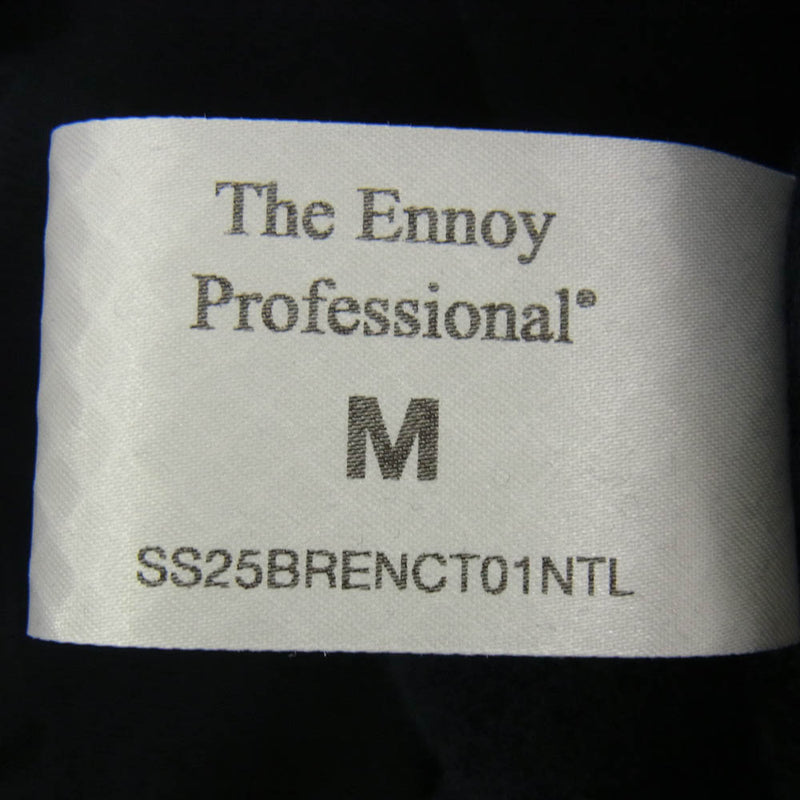 The Ennoy
Professional®
M
SS25BRENCT01NTL